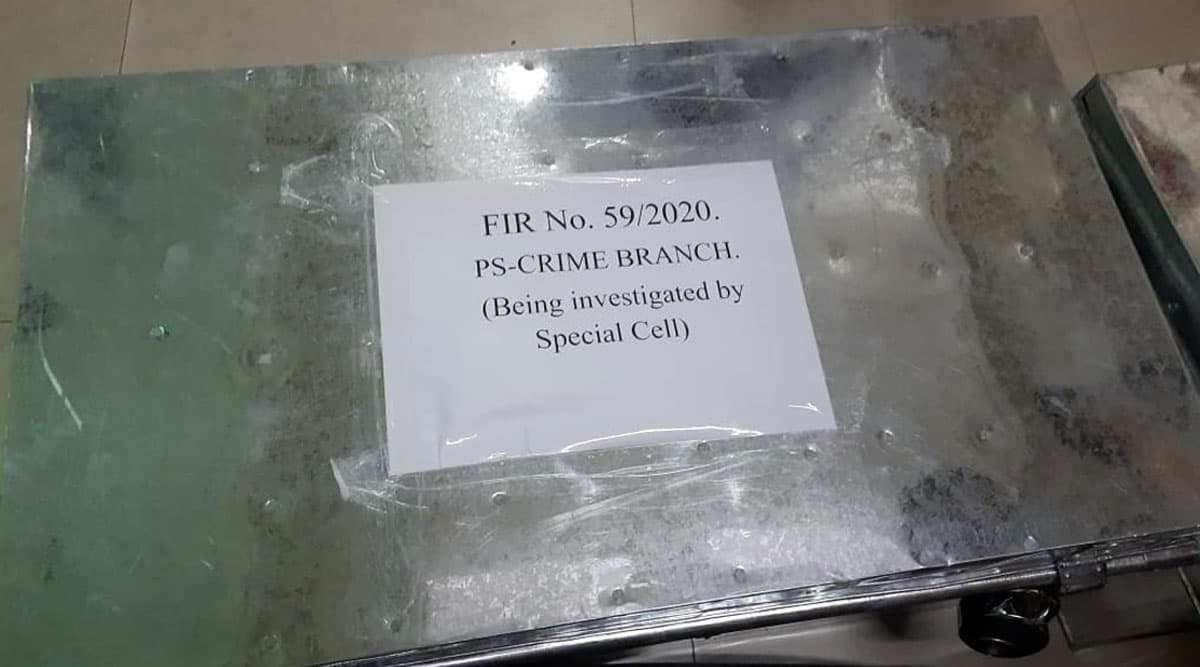 FIR No. 59/2020.
PS-CRIME BRANCH.
(Being investigated by
Special Cell)